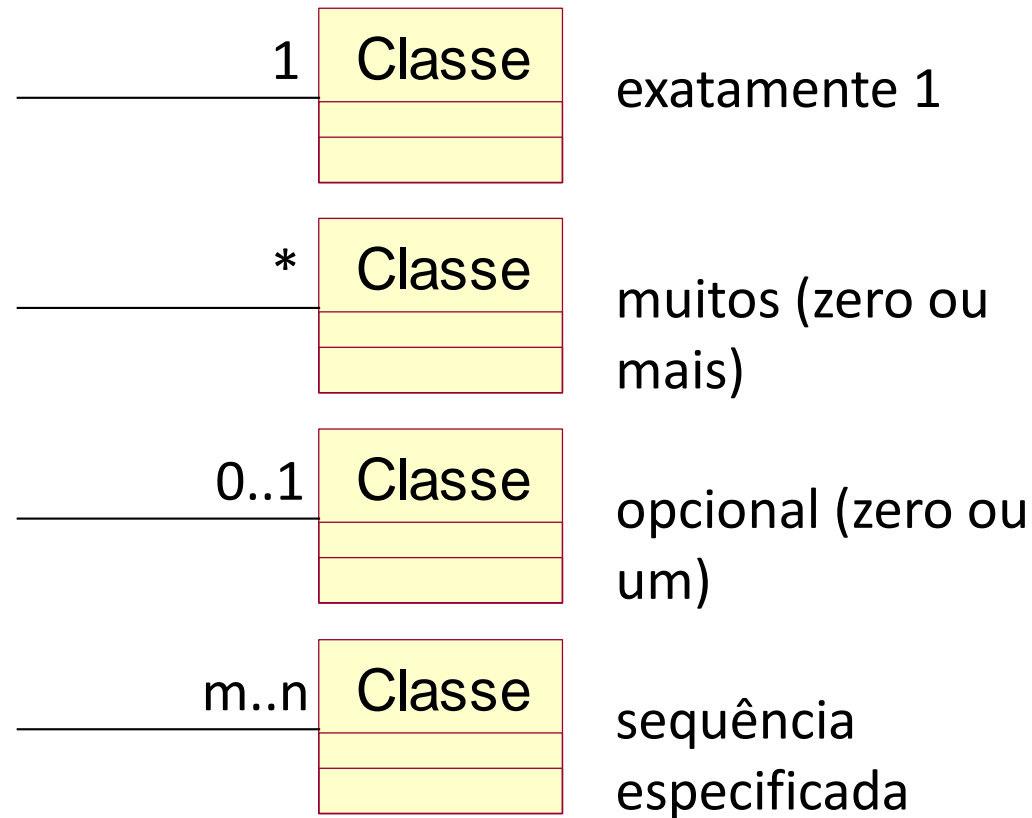 1
Classe
exatamente 1
*
Classe
muitos (zero ou
mais)
0..1
Classe
opcional (zero ou
um)
m..n
Classe
sequência
especificada